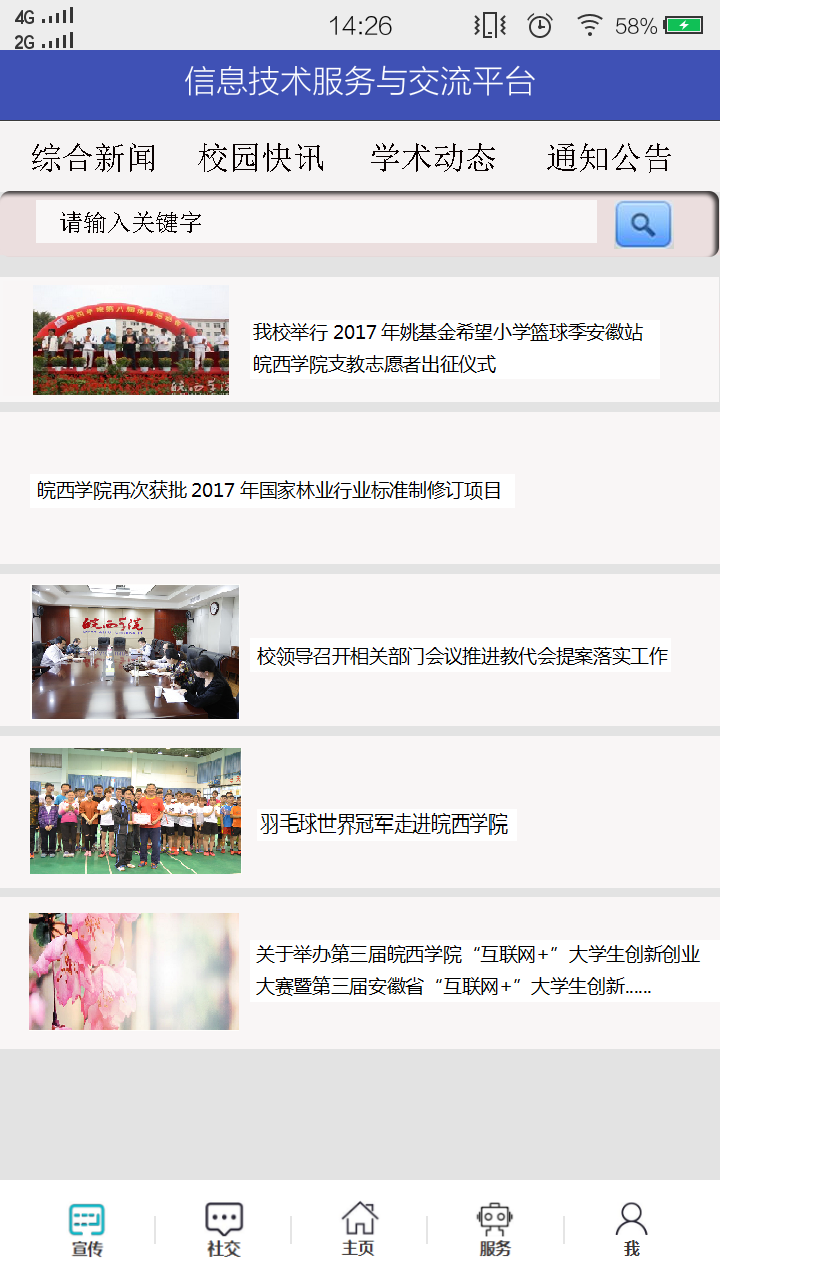 4G
14:26
58%
2G
信息技术服务与交流平台
综合新闻 校园快讯 学术动态 通知公告
请输入关键字
皖西学院
我校举行 2017 年姚基金希望小学篮球季安徽站
皖西学院支教志愿者出征仪式
皖西学院再次获批 2017 年国家林业行业标准制修订项目
皖西学院
校领导召开相关部门会议推进教代会提案落实工作
羽毛球世界冠军走进皖西学院
关于举办第三届皖西学院“互联网+”大学生创新创业
大赛暨第三届安徽省“互联网+”大学生创新......
宣传 社交 主页 服务 我